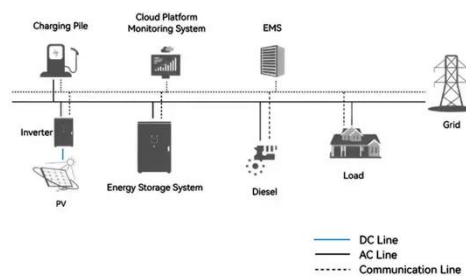 Charging Pile
Cloud Platform
Monitoring System
EMS
Grid
Inverter
PV
Energy Storage System
Diesel
Load
DC Line
AC Line
Communication Line